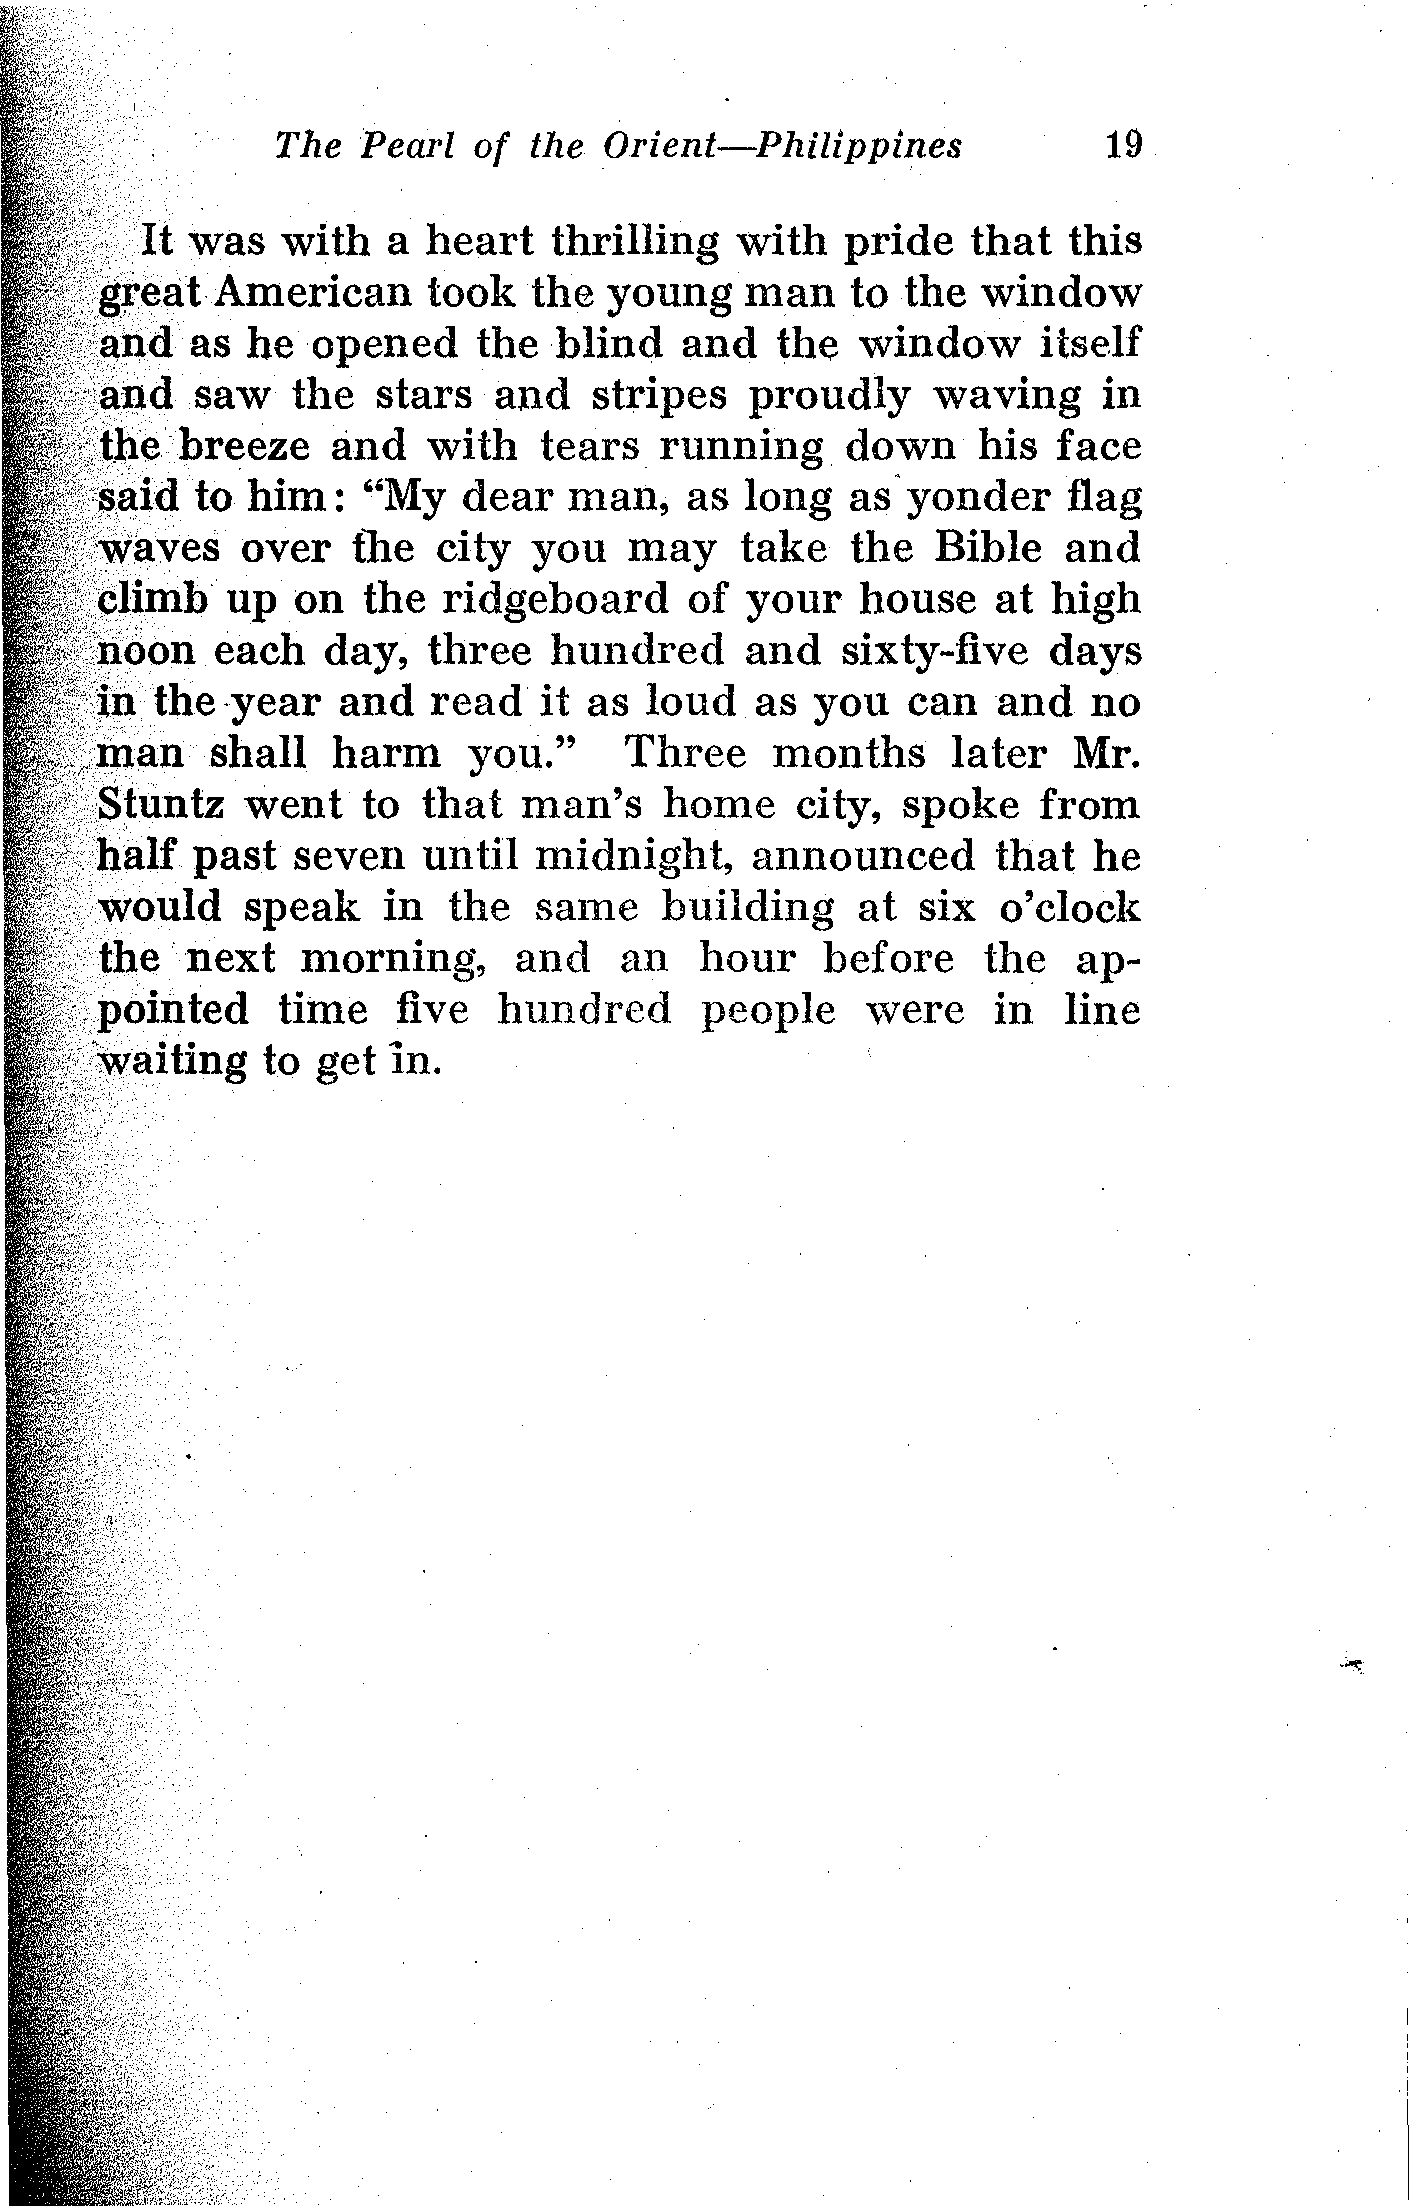 The Pearl of the Orient—Philippines 19
It was with a heart thrilling with pride that this
great American took the young man to the window
and as he opened the blind and the window itself
and saw the stars and stripes proudly waving in
the breeze and with tears running down his face
said to him: “My dear man, as long as yonder flag
waves over the city you may take the Bible and
climb up on the ridgeboard of your house at high
noon each day, three hundred and sixty-five days
in the year and read it as loud as you can and no
man shall harm you.” Three months later Mr.
Stuntz went to that man’s home city, spoke from
half past seven until midnight, announced that he
would speak in the same building at six o’clock
the next morning, and an hour before the ap-
pointed time five hundred people were in line
waiting to get in.